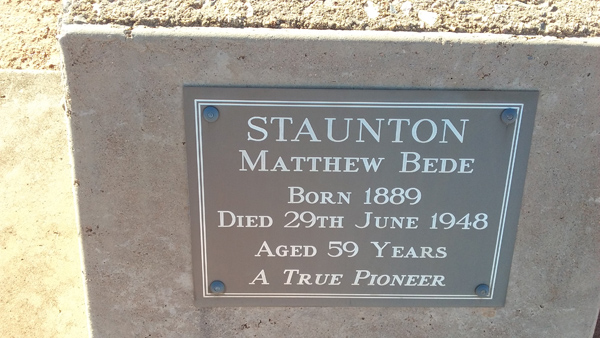 STAUNTON
MATTHEW BEDE
BORN 1889
DIED 29TH JUNE 1948
AGED 59 YEARS
A TRUE PIONEER